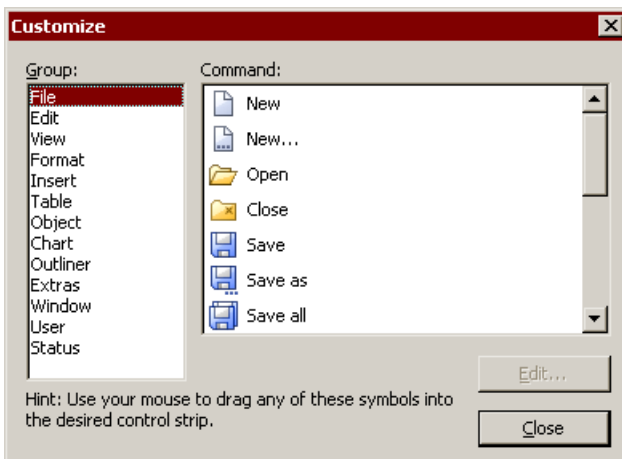 Customize
Group:
File
Edit
View
Format
Insert
Table
Object
Chart
Outliner
Extras
Window
User
Status
Command:
New
New...
Open
Close
Save
Save as
Save all
Edit...
Hint: Use your mouse to drag any of these symbols into
the desired control strip.
Close